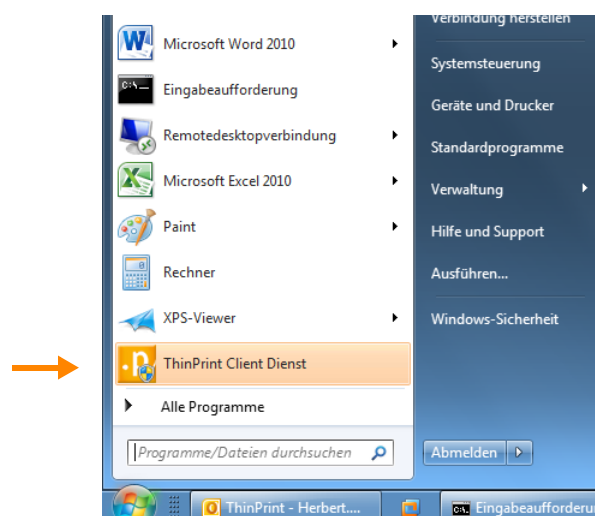 Microsoft Word 2010
Eingabeaufforderung
Remotedesktopverbindung
Microsoft Excel 2010
Paint
Rechner
XPS-Viewer
ThinPrint Client Dienst
Alle Programme
Programme/Dateien durchsuchen
Verbindung herstellen
Systemsteuerung
Geräte und Drucker
Standardprogramme
Verwaltung
Hilfe und Support
Ausführen...
Windows-Sicherheit
Abmelden
ThinPrint - Herbert....
Eingabeaufforderu